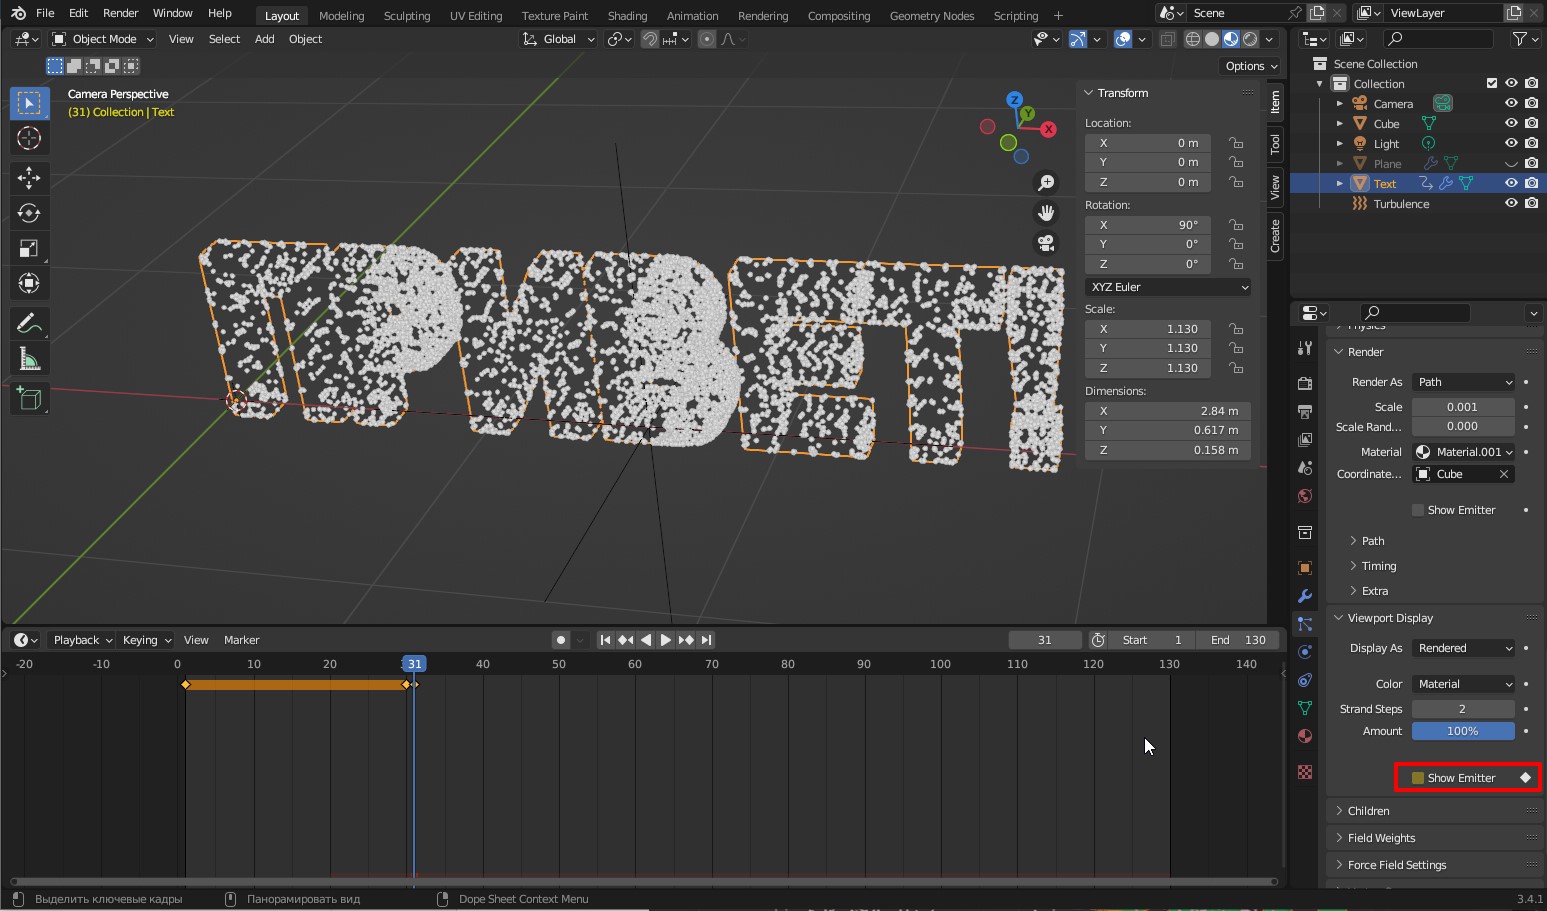 File Edit Render Window Help Layout Modeling Sculpting UV Editing Texture Paint Shading Animation Rendering Compositing Geometry Nodes Scripting + Scene ViewLayer
Object Mode View Select Add Object Global
Options
Camera Perspective
(31) Collection | Text
ПРИВЕТ!
Z
Y
X
Transform
Location:
X 0 m
Y 0 m
Z 0 m
Rotation:
X 90°
Y 0°
Z 0°
XYZ Euler
Scale:
X 1.130
Y 1.130
Z 1.130
Dimensions:
X 2.84 m
Y 0.617 m
Z 0.158 m
Item
Tool
View
Create
Scene Collection
Collection
Camera
Cube
Light
Plane
Text
Turbulence
Physics
Render
Render As Path
Scale 0.001
Scale Rand... 0.000
Material Material.001
Coordinate... Cube
Show Emitter
Path
Timing
Extra
Viewport Display
Display As Rendered
Color Material
Strand Steps 2
Amount 100%
Show Emitter
Children
Field Weights
Force Field Settings
Playback Keying View Marker 31 Start 1 End 130
-20 -10 0 10 20 31 40 50 60 70 80 90 100 110 120 130 140
Выделить ключевые кадры Панорамировать вид Dope Sheet Context Menu 3.4.1